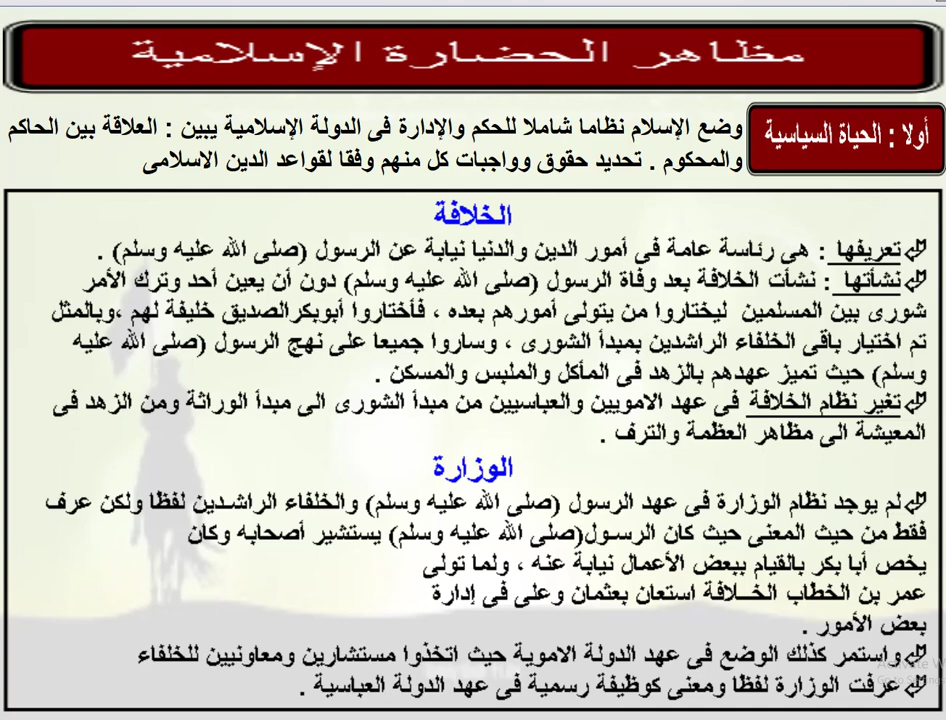 مظاهر الحضارة الإسلامية
أولا : الحياة السياسية
وضع الإسلام نظاما شاملا للحكم والإدارة فى الدولة الإسلامية يبين : العلاقة بين الحاكم
والمحكوم . تحديد حقوق وواجبات كل منهم وفقا لقواعد الدين الاسلامى
الخلافة
تعريفها : هى رئاسة عامة فى أمور الدين والدنيا نيابة عن الرسول (صلى الله عليه وسلم) .
نشأتها : نشأت الخلافة بعد وفاة الرسول (صلى الله عليه وسلم) دون أن يعين أحد وترك الأمر
شورى بين المسلمين ليختاروا من يتولى أمورهم بعده ، فأختاروا أبوبكرالصديق خليفة لهم ،وبالمثل
تم اختيار باقى الخلفاء الراشدين بمبدأ الشورى ، وساروا جميعا على نهج الرسول (صلى الله عليه
وسلم) حيث تميز عهدهم بالزهد فى المأكل والملبس والمسكن .
تغير نظام الخلافة فى عهد الامويين والعباسيين من مبدأ الشورى الى مبدأ الوراثة ومن الزهد فى
المعيشة الى مظاهر العظمة والترف .
الوزارة
لم يوجد نظام الوزارة فى عهد الرسول (صلى الله عليه وسلم) والخلفاء الراشدين لفظا ولكن عرف
فقط من حيث المعنى حيث كان الرسول(صلى الله عليه وسلم) يستشير أصحابه وكان
يخص أبا بكر بالقيام ببعض الأعمال نيابة عنه ، ولما تولى
عمر بن الخطاب الخلافة استعان بعثمان وعلى فى إدارة
بعض الأمور .
واستمر كذلك الوضع فى عهد الدولة الاموية حيث اتخذوا مستشارين ومعاونيين للخلفاء
عرفت الوزارة لفظا ومعنى كوظيفة رسمية فى عهد الدولة العباسية .